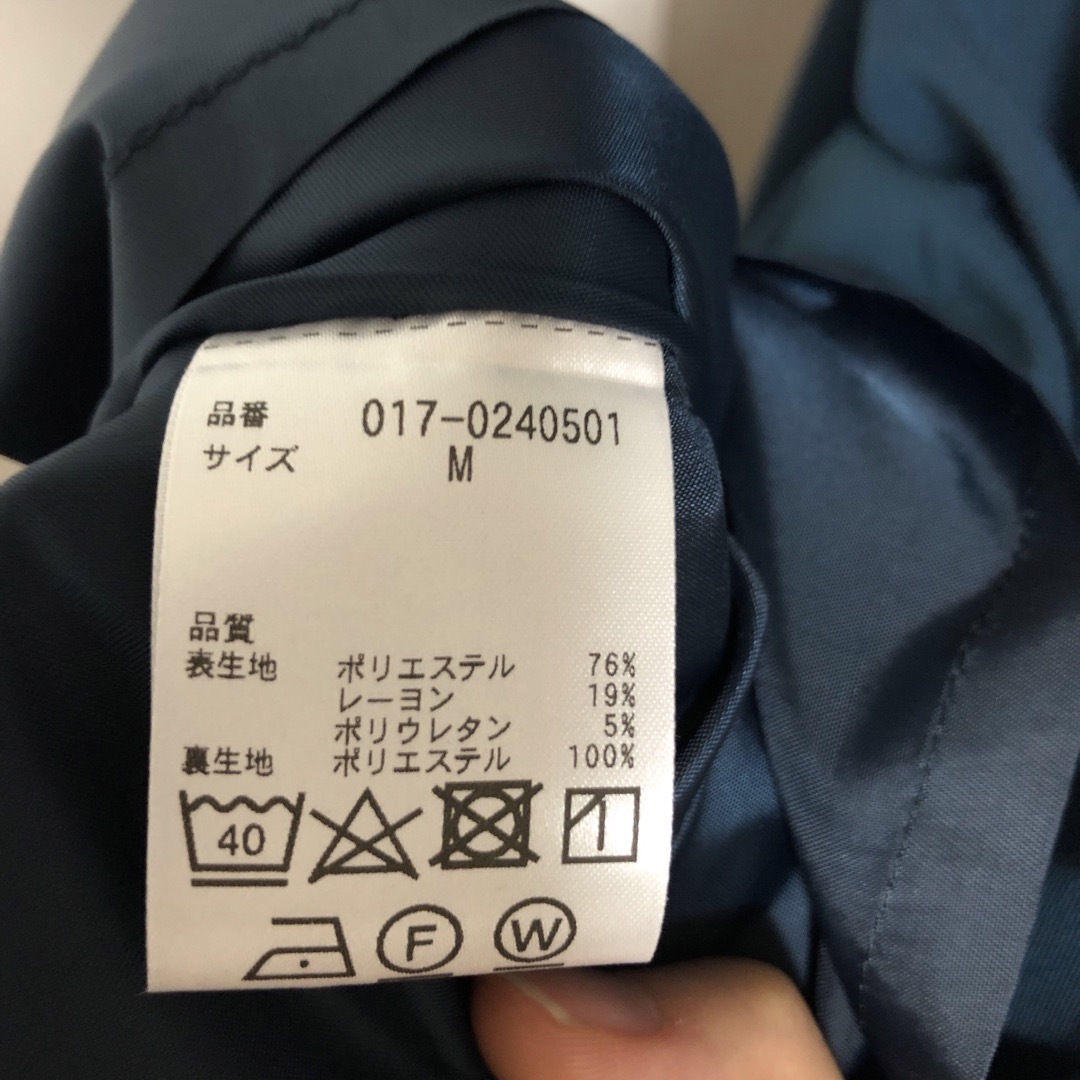 品番 017-0240501
サイズ M
品質
表生地 ポリエステル 76%
レーヨン 19%
ポリウレタン 5%
裏生地 ポリエステル 100%
40
F W